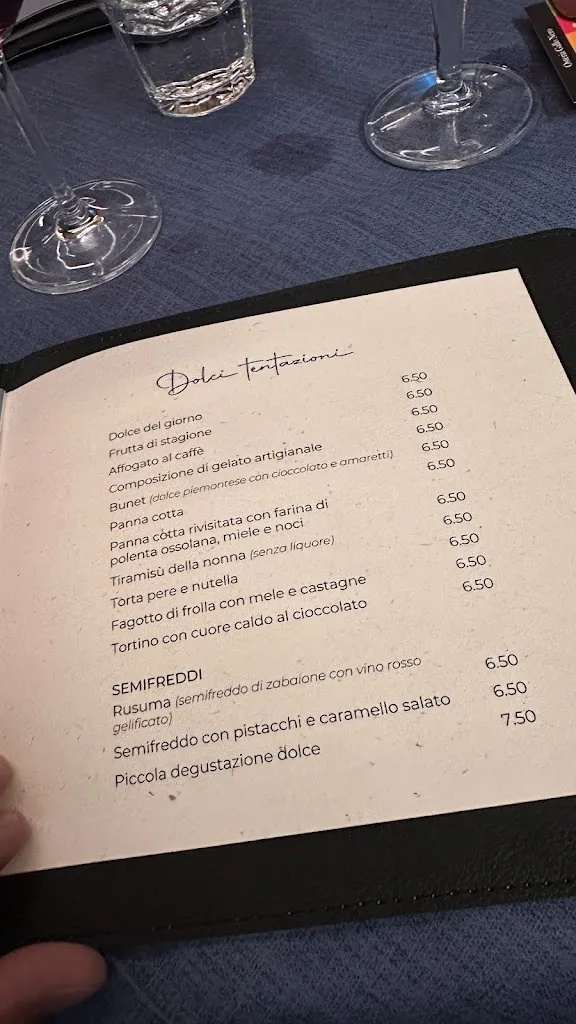 Dolci tentazioni
Dolce del giorno 6.50
Frutta di stagione 6.50
Affogato al caffè 6.50
Composizione di gelato artigianale 6.50
Bunet (dolce piemontese con cioccolato e amaretti) 6.50
Panna cotta 6.50
Panna cotta rivisitata con farina di
polenta ossolana, miele e noci 6.50
Tiramisù della nonna (senza liquore) 6.50
Torta pere e nutella 6.50
Fagotto di frolla con mele e castagne 6.50
Tortino con cuore caldo al cioccolato 6.50
SEMIFREDDI
Rusuma (semifreddo di zabaione con vino rosso 6.50
gelificato)
Semifreddo con pistacchi e caramello salato 6.50
Piccola degustazione dolce 7.50